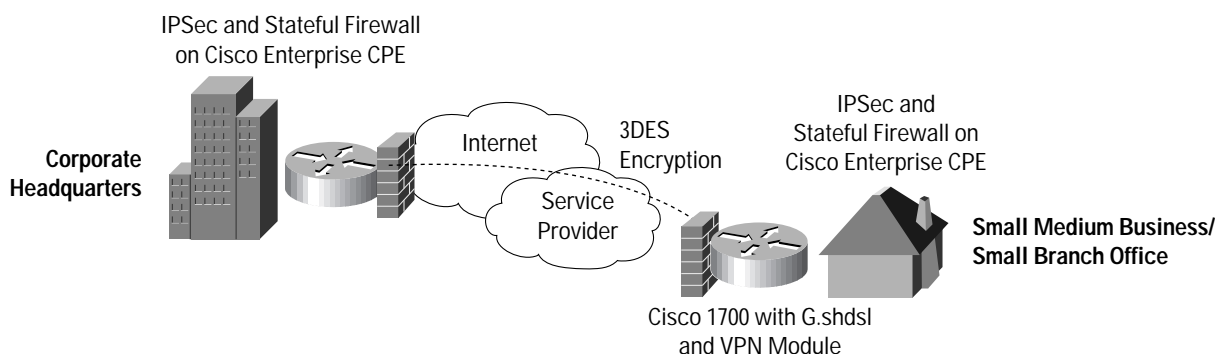 IPSec and Stateful Firewall
on Cisco Enterprise CPE
Corporate
Headquarters
Internet
Service
Provider
3DES
Encryption
IPSec and
Stateful Firewall on
Cisco Enterprise CPE
Small Medium Business/
Small Branch Office
Cisco 1700 with G.shdsl
and VPN Module